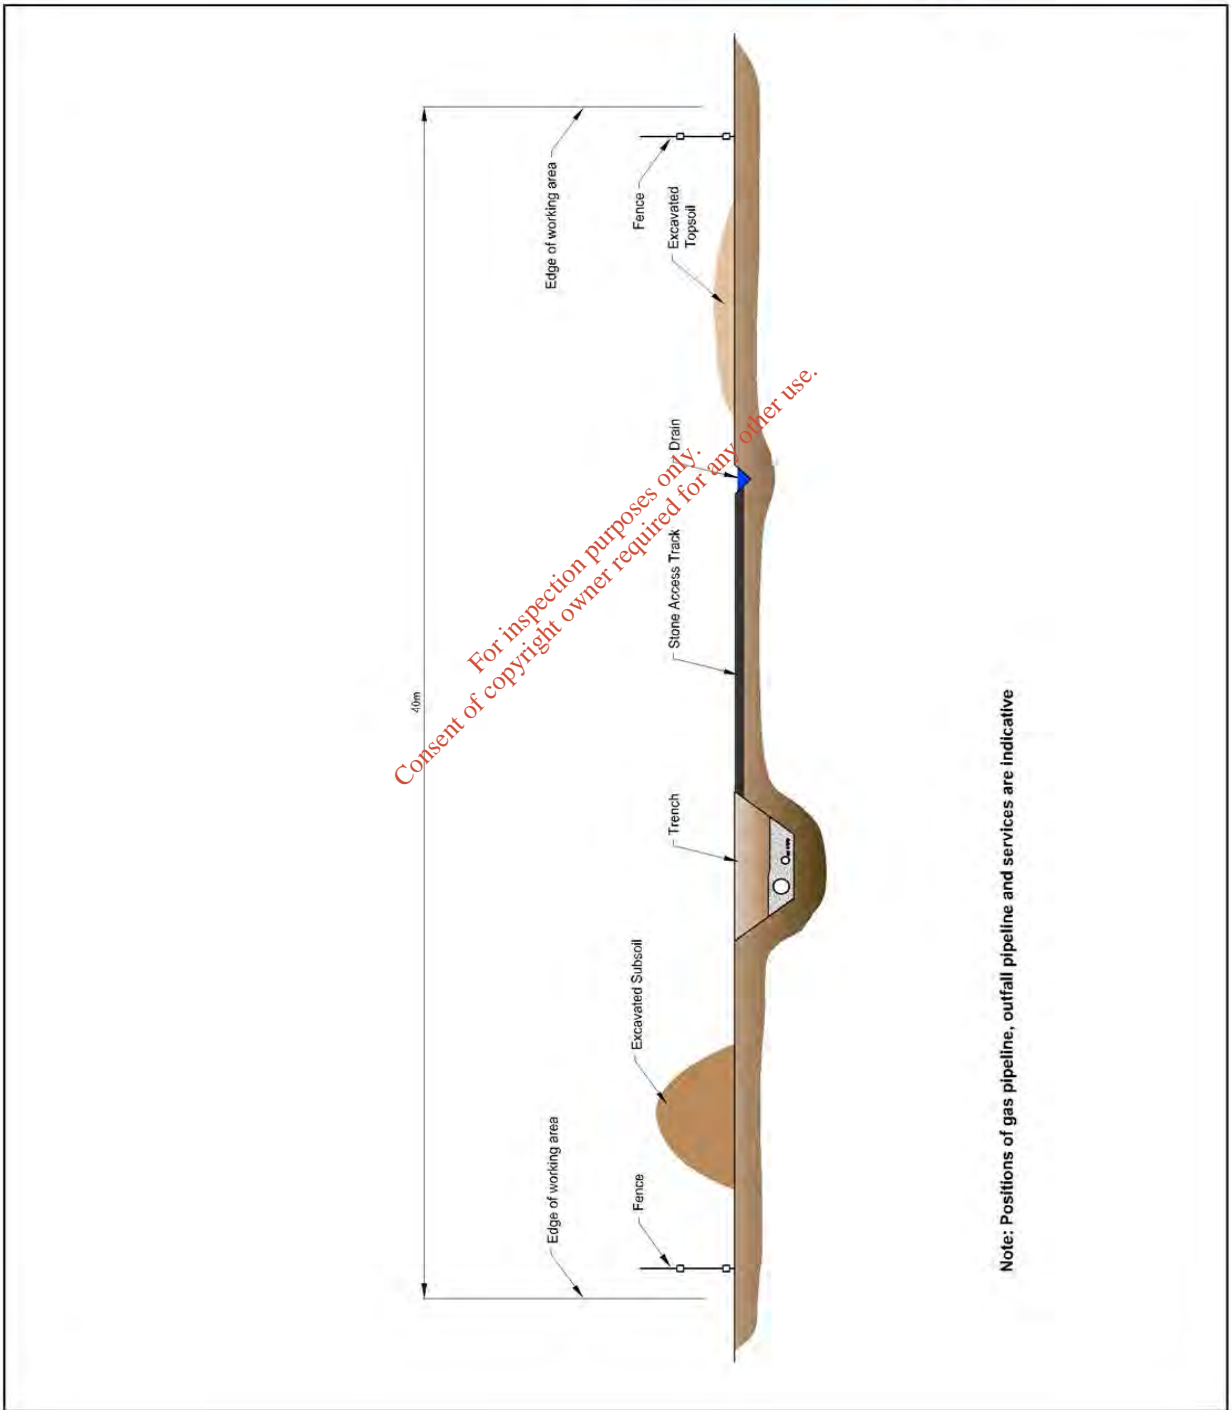 40m
Edge of working area
Edge of working area
Fence
Excavated Subsoil
Trench
Stone Access Track
Drain
Excavated
Topsoil
Fence
Note: Positions of gas pipeline, outfall pipeline and services are indicative
For inspection purposes only.
Consent of copyright owner required for any other use.